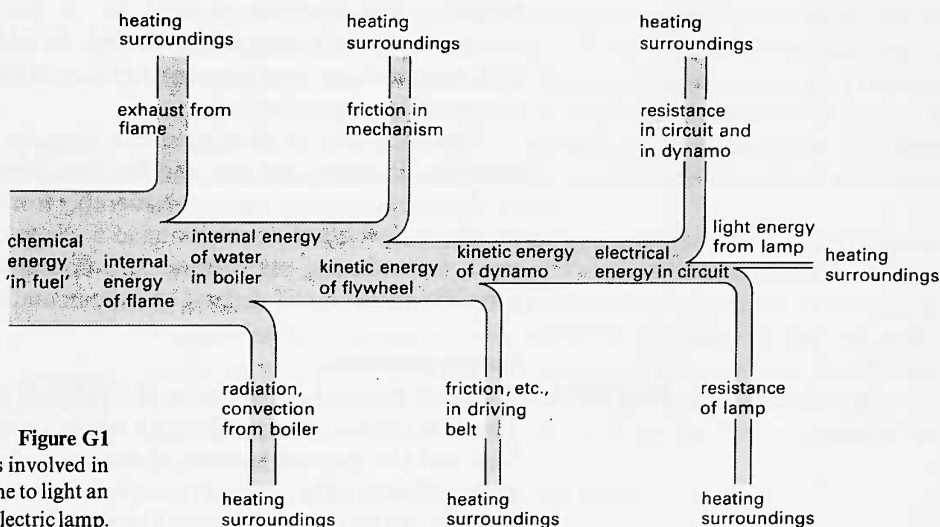 heating
surroundings
heating
surroundings
heating
surroundings
exhaust from
flame
friction in
mechanism
resistance
in circuit and
in dynamo
chemical
energy
'in fuel'
internal
energy
of flame
internal energy
of water
in boiler
kinetic energy
of flywheel
kinetic energy
of dynamo
electrical
energy in circuit
light energy
from lamp
heating
surroundings
radiation,
convection
from boiler
friction, etc.,
in driving
belt
resistance
of lamp
heating
surroundings
heating
surroundings
heating
surroundings
Figure G1
s involved in
ne to light an
lectric lamp.